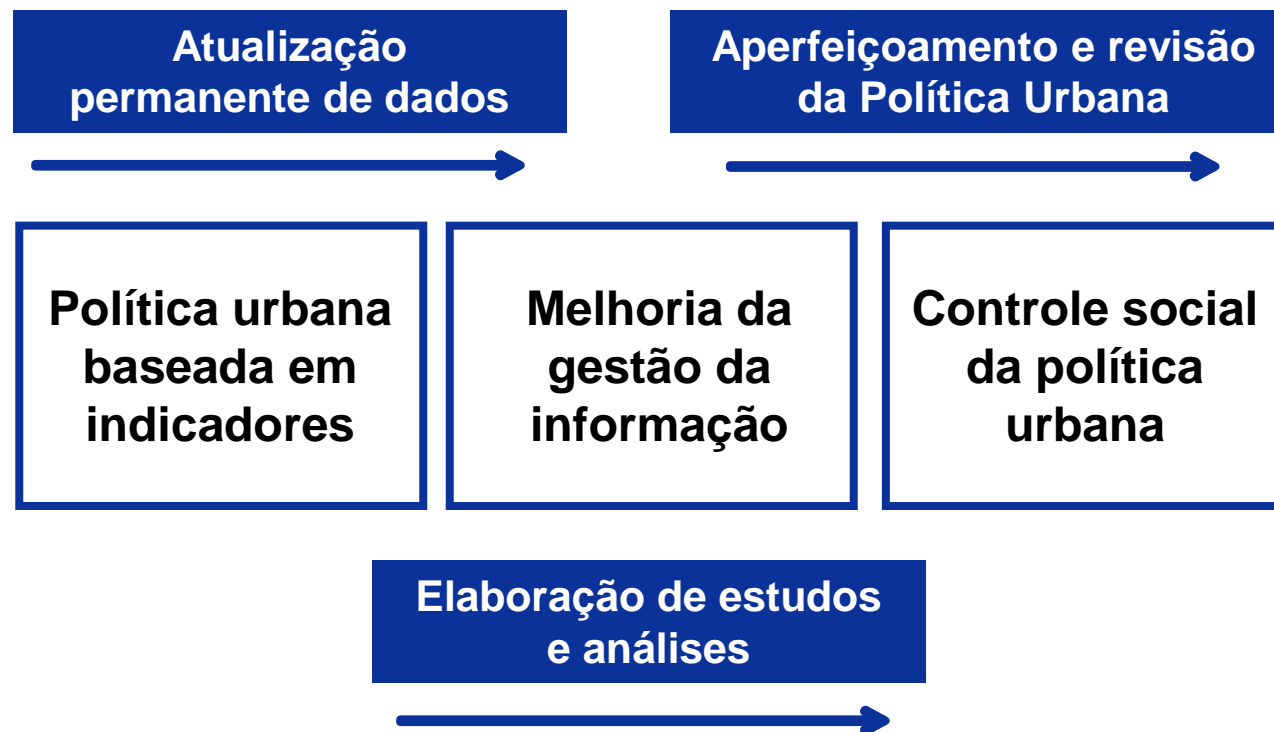 Atualização
permanente de dados
Aperfeiçoamento e revisão
da Política Urbana
Política urbana
baseada em
indicadores
Melhoria da
gestão da
informação
Controle social
da política
urbana
Elaboração de estudos
e análises